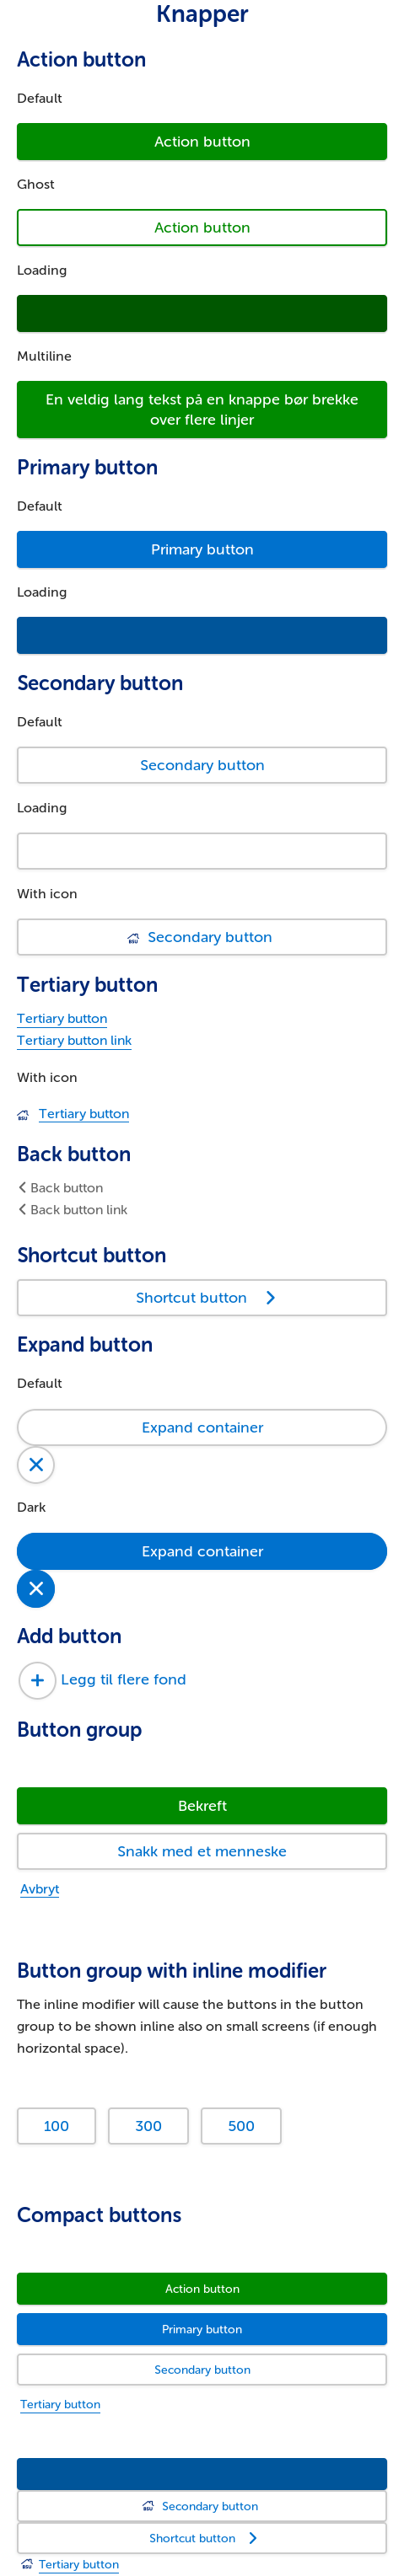 Knapper
Action button
Default
Action button
Ghost
Action button
Loading
Multiline
En veldig lang tekst på en knappe bør brekke
over flere linjer
Primary button
Default
Primary button
Loading
Secondary button
Default
Secondary button
Loading
With icon
BSU Secondary button
Tertiary button
Tertiary button
Tertiary button link
With icon
BSU Tertiary button
Back button
Back button
Back button link
Shortcut button
Shortcut button
Expand button
Default
Expand container
Dark
Expand container
Add button
Legg til flere fond
Button group
Bekreft
Snakk med et menneske
Avbryt
Button group with inline modifier
The inline modifier will cause the buttons in the button
group to be shown inline also on small screens (if enough
horizontal space).
100 300 500
Compact buttons
Action button
Primary button
Secondary button
Tertiary button
BSU Secondary button
Shortcut button
BSU Tertiary button